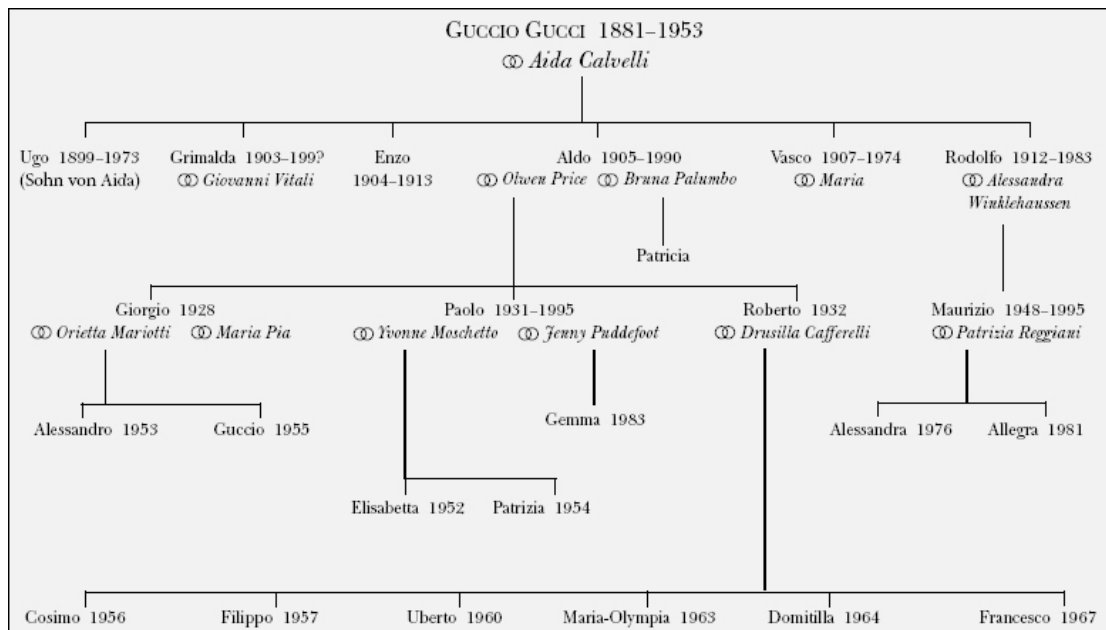 GUCCIO GUCCI 1881–1953
⚭ Aida Calvelli
Ugo 1899–1973
(Sohn von Aida)
Grimalda 1903–199?
⚭ Giovanni Vitali
Enzo
1904–1913
Aldo 1905–1990
⚭ Olwen Price ⚭ Bruna Palumbo
Vasco 1907–1974
⚭ Maria
Rodolfo 1912–1983
⚭ Alessandra
Winklehaussen
Patricia
Giorgio 1928
⚭ Orietta Mariotti ⚭ Maria Pia
Paolo 1931–1995
⚭ Yvonne Moschetto ⚭ Jenny Puddefoot
Roberto 1932
⚭ Drusilla Cafferelli
Maurizio 1948–1995
⚭ Patrizia Reggiani
Alessandro 1953
Guccio 1955
Gemma 1983
Alessandra 1976
Allegra 1981
Elisabetta 1952
Patrizia 1954
Cosimo 1956
Filippo 1957
Uberto 1960
Maria-Olympia 1963
Domitilla 1964
Francesco 1967